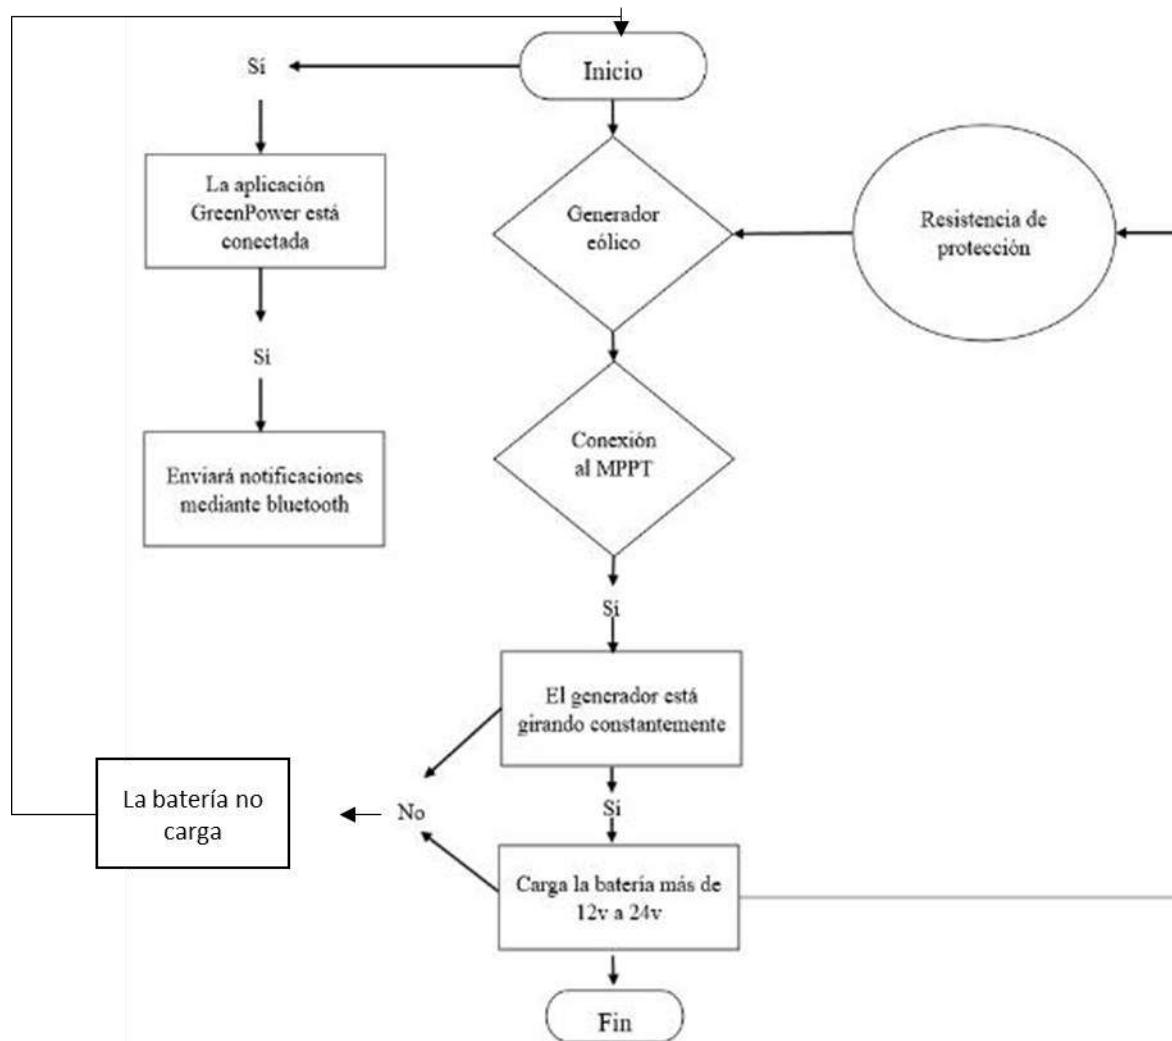 Inicio
Sí
La aplicación
GreenPower está
conectada
Sí
Enviará notificaciones
mediante bluetooth
Generador
eólico
Resistencia de
protección
Conexión
al MPPT
Sí
El generador está
girando constantemente
Sí
No
La batería no
carga
Carga la batería más de
12v a 24v
Fin